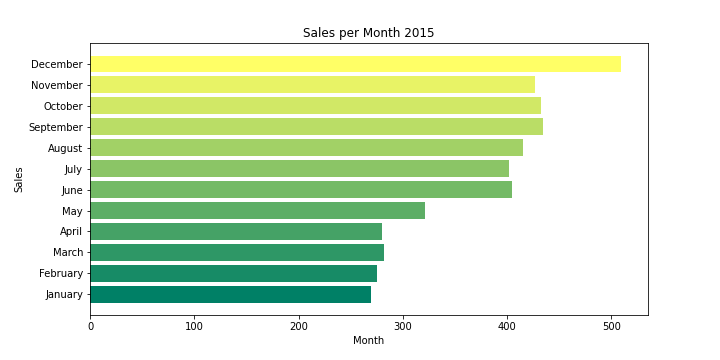 Sales per Month 2015
Sales
December
November
October
September
August
July
June
May
April
March
February
January
0 100 200 300 400 500
Month